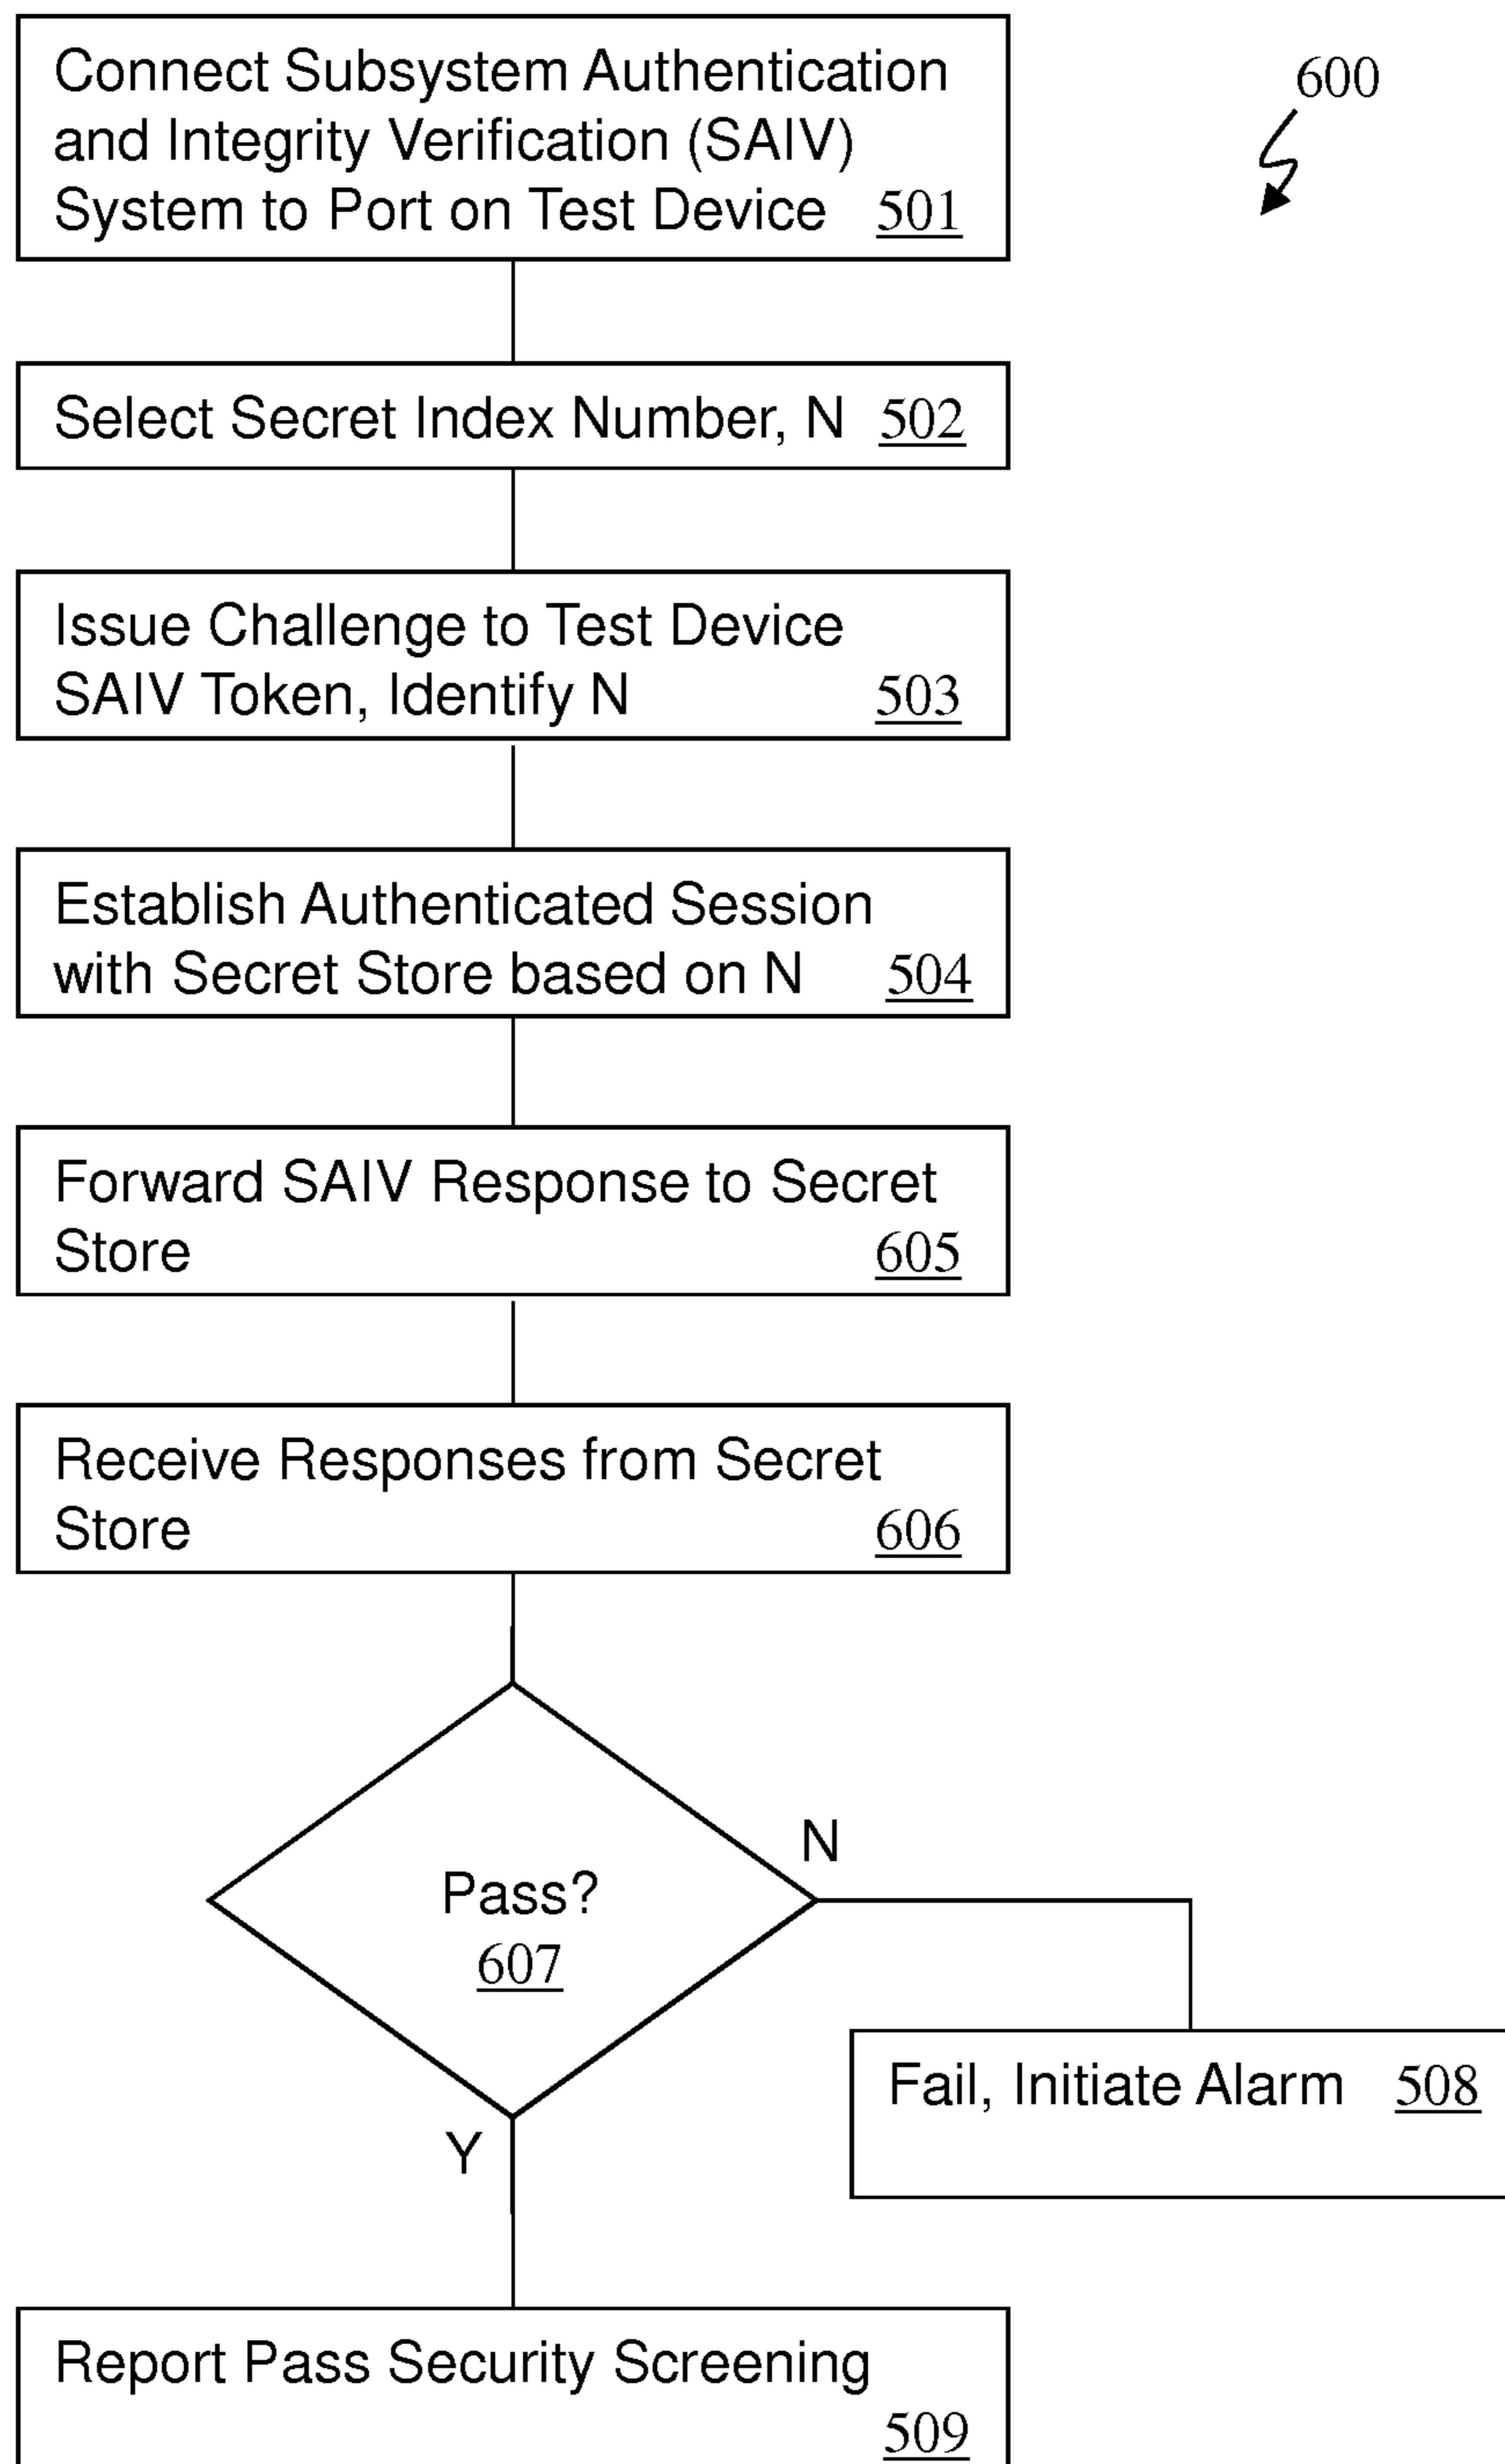 Connect Subsystem Authentication
and Integrity Verification (SAIV)
System to Port on Test Device 501
600
Select Secret Index Number, N 502
Issue Challenge to Test Device
SAIV Token, Identify N 503
Establish Authenticated Session
with Secret Store based on N 504
Forward SAIV Response to Secret
Store 605
Receive Responses from Secret
Store 606
N
Pass?
607
Fail, Initiate Alarm 508
Y
Report Pass Security Screening
509